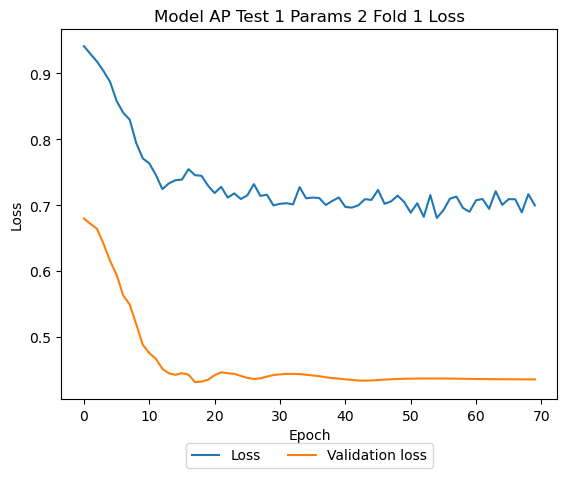 Model AP Test 1 Params 2 Fold 1 Loss
Loss
0.9
0.8
0.7
0.6
0.5
0 10 20 30 40 50 60 70
Epoch
Loss Validation loss